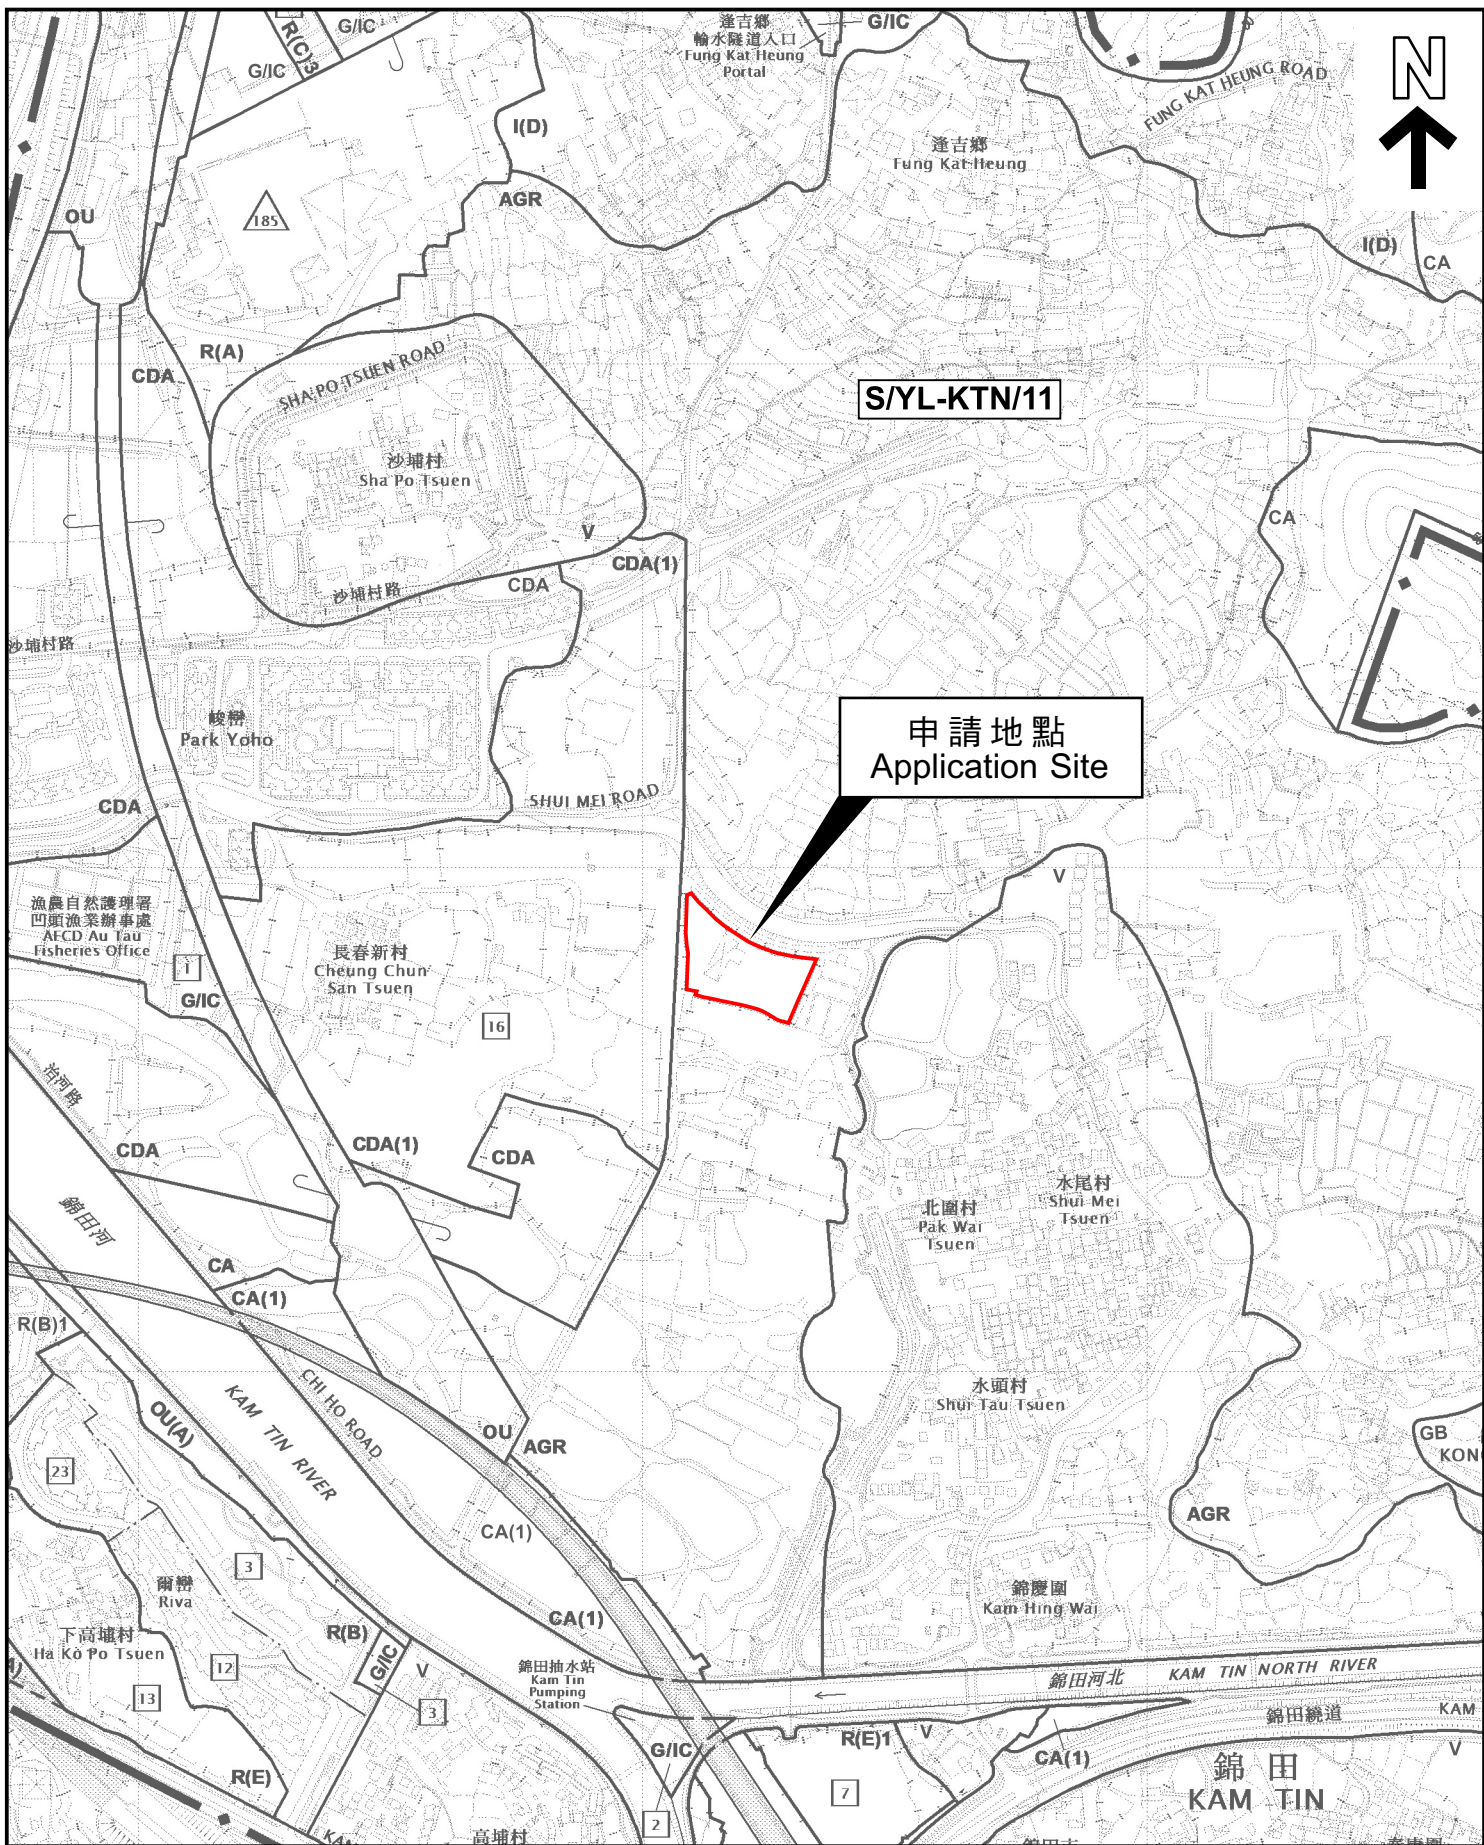 G/IC
R(C)3
G/IC
逢吉鄉
輸水隧道入口
Fung Kat Heung
Portal
G/IC
FUNG KAT HEUNG ROAD
N
I(D)
逢吉鄉
Fung Kat Heung
185
AGR
OU
I(D)
CA
R(A)
CDA
SHA PO TSUEN ROAD
S/YL-KTN/11
沙埔村
Sha Po Tsuen
V
CDA(1)
CA
沙埔村路
CDA
沙埔村路
峻巒
Park Yoho
申請地點
Application Site
CDA
SHUI MEI ROAD
V
漁農自然護理署
凹頭漁業辦事處
AFCD Au Tau
Fisheries Office
1
G/IC
長春新村
Cheung Chun
San Tsuen
16
治河路
CDA
CDA(1)
CDA
錦田河
北圍村
Pak Wai
Tsuen
水尾村
Shui Mei
Tsuen
CA
CA(1)
R(B)1
CHI HO ROAD
KAM TIN RIVER
OU(A)
水頭村
Shui Tau Tsuen
OU
AGR
GB
23
CA(1)
AGR
3
爾巒
Riva
錦慶圍
Kam Hing Wai
CA(1)
下高埔村
Ha Ko Po Tsuen
R(B)
G/IC
V
12
13
3
錦田抽水站
Kam Tin
Pumping
Station
錦田河北
KAM TIN NORTH RIVER
錦田繞道
KAM
R(E)1
V
G/IC
CA(1)
V
R(E)
7
錦田
KAM TIN
2
高埔村